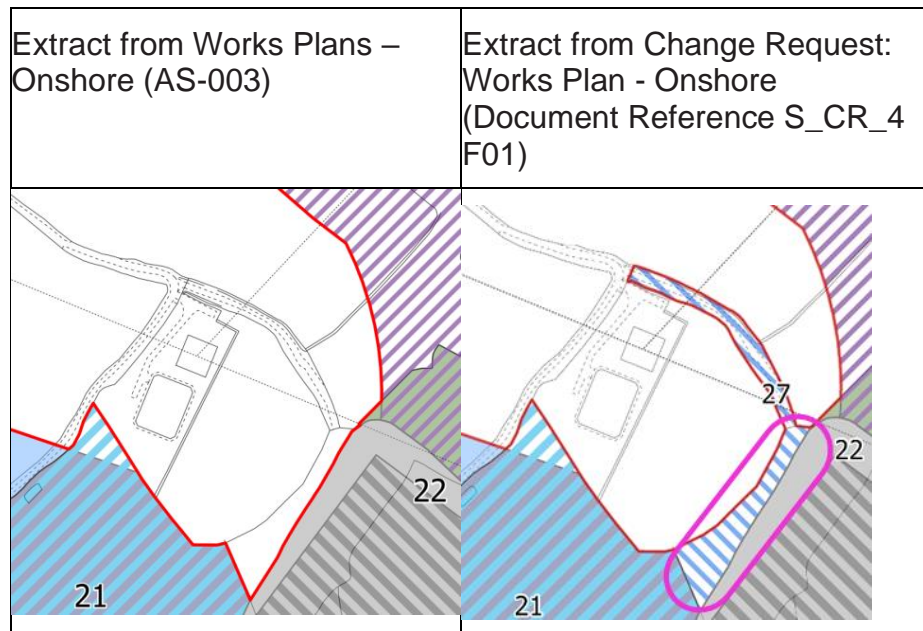 Extract from Works Plans –
Onshore (AS-003)
Extract from Change Request:
Works Plan - Onshore
(Document Reference S_CR_4
F01)
22
21
27
22
21